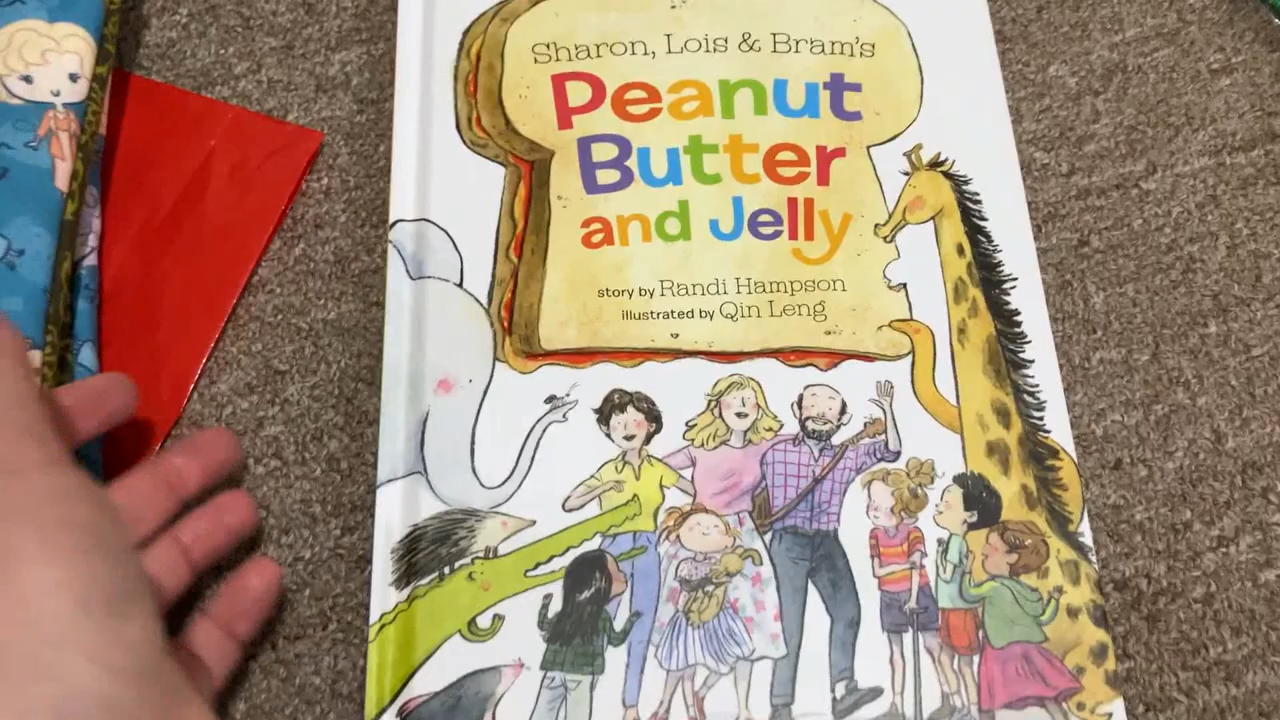 Sharon, Lois & Bram's
Peanut
Butter
and Jelly
story by Randi Hampson
illustrated by Qin Leng